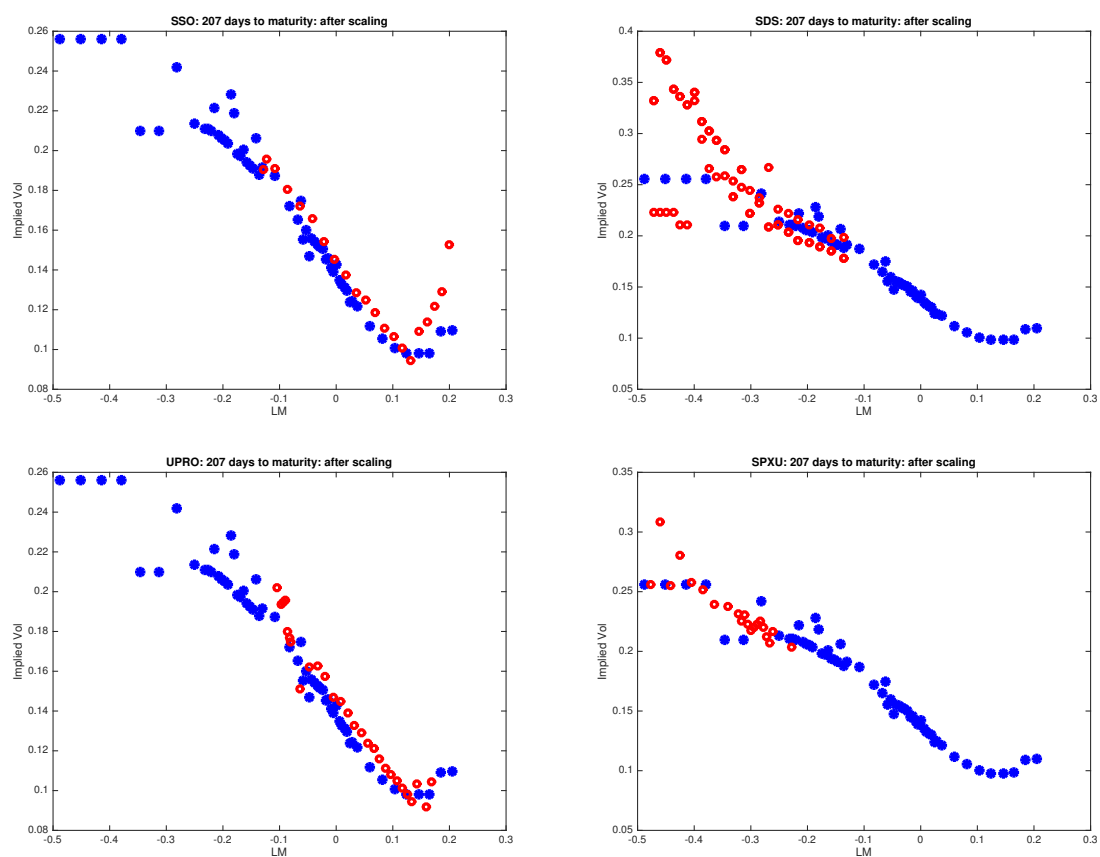 SSO: 207 days to maturity: after scaling
0.26
0.24
0.22
0.2
0.18
0.16
0.14
0.12
0.1
0.08
Implied Vol
-0.5 -0.4 -0.3 -0.2 -0.1 0 0.1 0.2 0.3
LM
SDS: 207 days to maturity: after scaling
0.4
0.35
0.3
0.25
0.2
0.15
0.1
0.05
Implied Vol
-0.5 -0.4 -0.3 -0.2 -0.1 0 0.1 0.2 0.3
LM
UPRO: 207 days to maturity: after scaling
0.26
0.24
0.22
0.2
0.18
0.16
0.14
0.12
0.1
0.08
Implied Vol
-0.5 -0.4 -0.3 -0.2 -0.1 0 0.1 0.2 0.3
LM
SPXU: 207 days to maturity: after scaling
0.35
0.3
0.25
0.2
0.15
0.1
0.05
Implied Vol
-0.5 -0.4 -0.3 -0.2 -0.1 0 0.1 0.2 0.3
LM